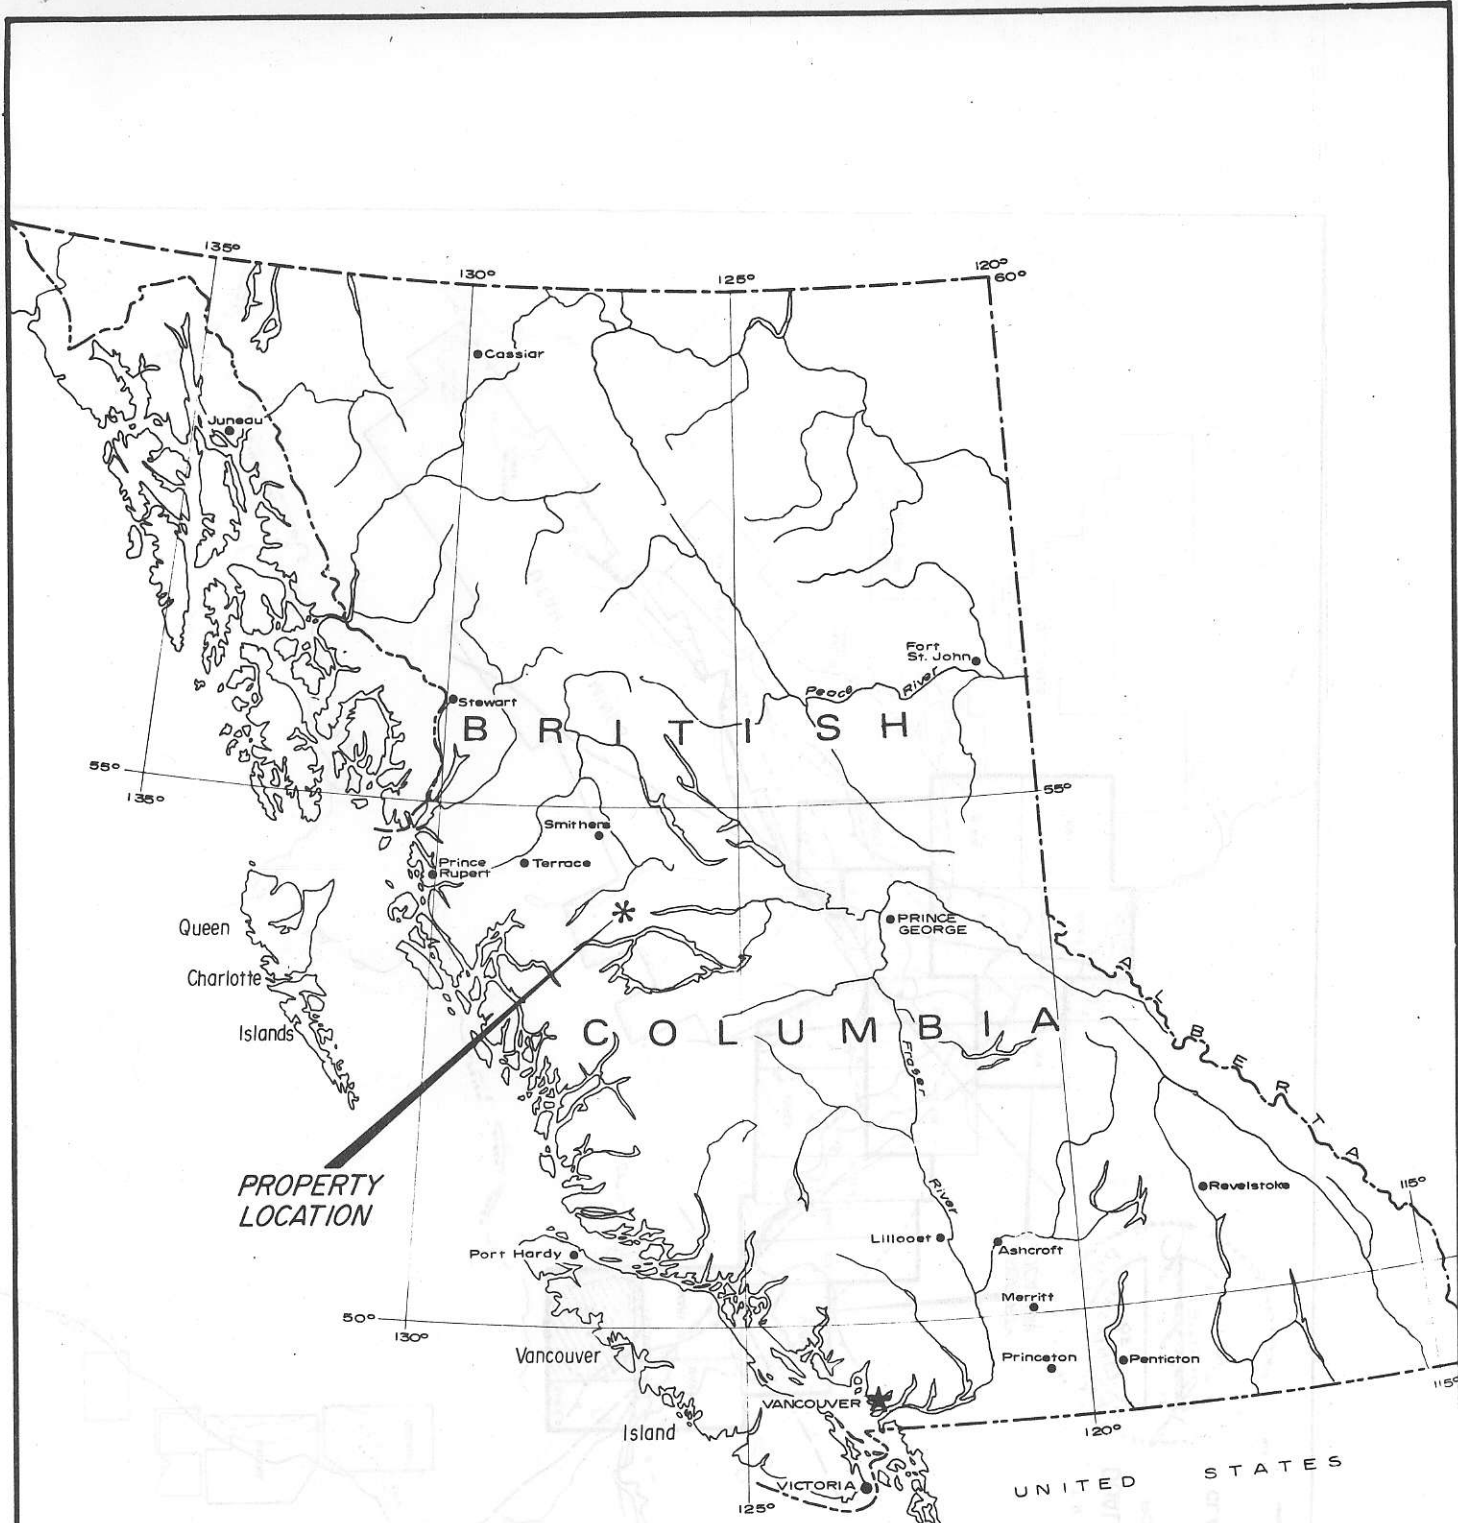 135°
130°
125°
120°
60°
Cassiar
Juneau
Fort
St. John
Peace River
Stewart
BRITISH
55°
135°
55°
Smithers
Terrace
Prince
Rupert
Queen
Charlotte
Islands
PRINCE
GEORGE
ALBERTA
COLUMBIA
Fraser
River
PROPERTY
LOCATION
115°
Revelstoke
Lillooet
Ashcroft
Port Hardy
Merritt
50°
130°
Vancouver
Island
Princeton
Penticton
115°
VANCOUVER
120°
VICTORIA
125°
UNITED STATES